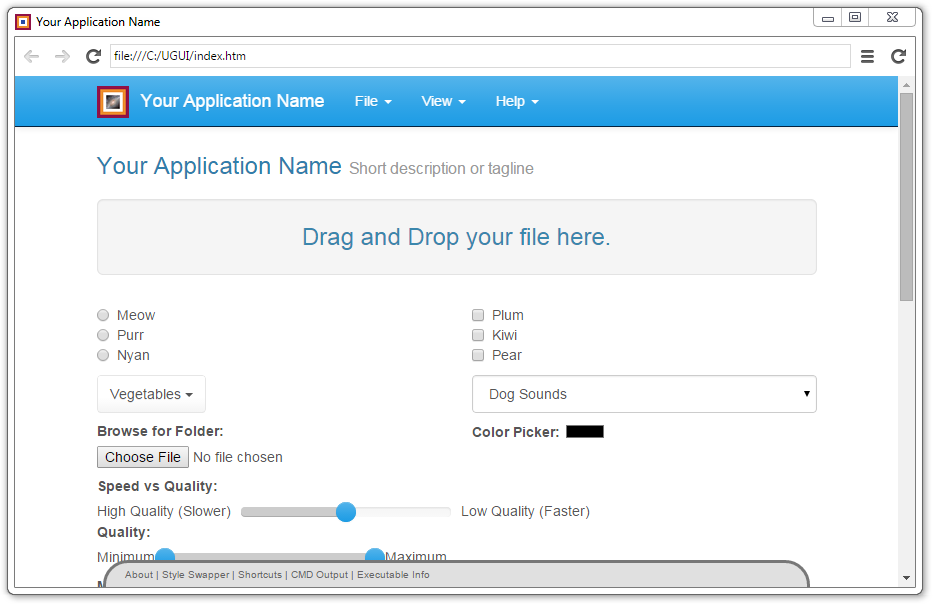 Your Application Name
file:///C:/UGUI/index.htm
Your Application Name File View Help
Your Application Name Short description or tagline
Drag and Drop your file here.
Meow
Purr
Nyan
Plum
Kiwi
Pear
Vegetables
Dog Sounds
Browse for Folder:
Choose File No file chosen
Color Picker:
Speed vs Quality:
High Quality (Slower) Low Quality (Faster)
Quality:
Minimum Maximum
About | Style Swapper | Shortcuts | CMD Output | Executable Info